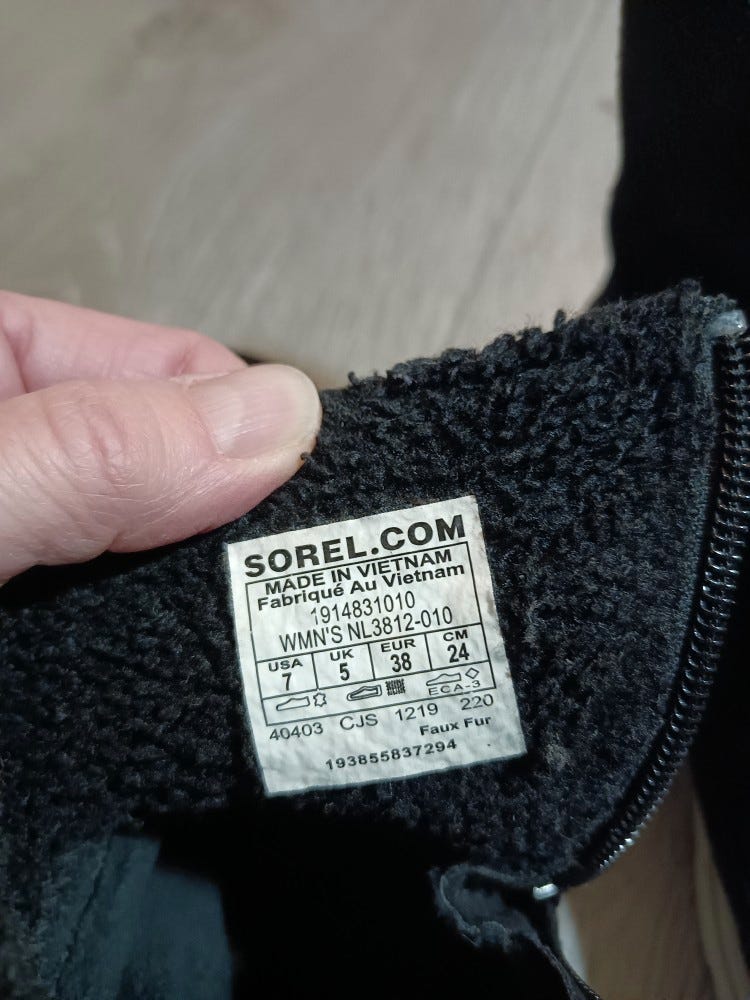 SOREL.COM
MADE IN VIETNAM
Fabriqué Au Vietnam
1914831010
WMN'S NL3812-010
USA UK EUR CM
7 5 38 24
ECA-3
40403 CJS 1219 220
Faux Fur
193855837294